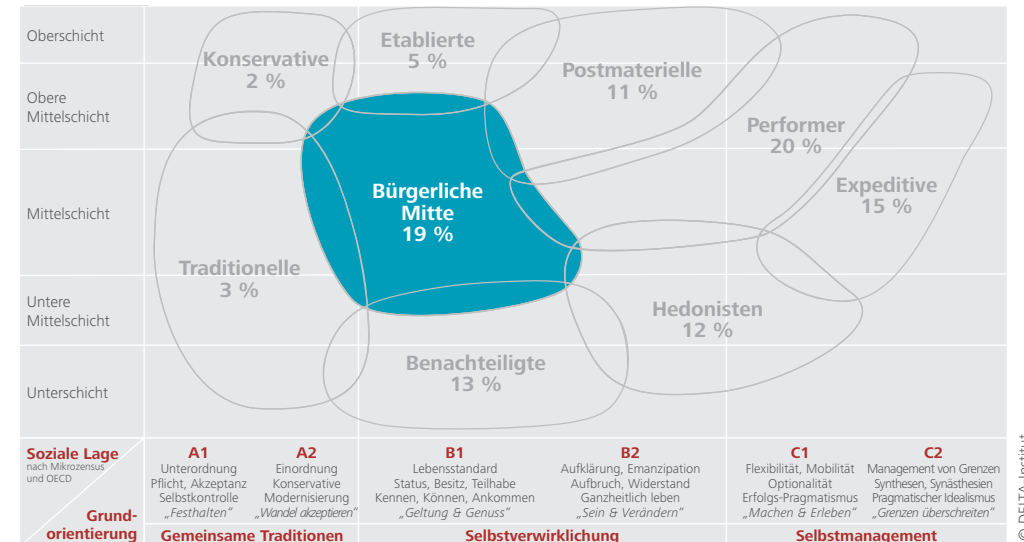 Oberschicht
Obere
Mittelschicht
Mittelschicht
Untere
Mittelschicht
Unterschicht
Konservative
2 %
Etablierte
5 %
Postmaterielle
11 %
Performer
20 %
Expeditive
15 %
Bürgerliche
Mitte
19 %
Traditionelle
3 %
Hedonisten
12 %
Benachteiligte
13 %
Soziale Lage
nach Mikrozensus
und OECD
Grund-
orientierung
A1
Unterordnung
Pflicht, Akzeptanz
Selbstkontrolle
„Festhalten“
A2
Einordnung
Konservative
Modernisierung
„Wandel akzeptieren“
B1
Lebensstandard
Status, Besitz, Teilhabe
Kennen, Können, Ankommen
„Geltung & Genuss“
B2
Aufklärung, Emanzipation
Aufbruch, Widerstand
Ganzheitlich leben
„Sein & Verändern“
C1
Flexibilität, Mobilität
Optionalität
Erfolgs-Pragmatismus
„Machen & Erleben“
C2
Management von Grenzen
Synthesen, Synästhesien
Pragmatischer Idealismus
„Grenzen überschreiten“
Gemeinsame Traditionen
Selbstverwirklichung
Selbstmanagement
© DELTA-Institut